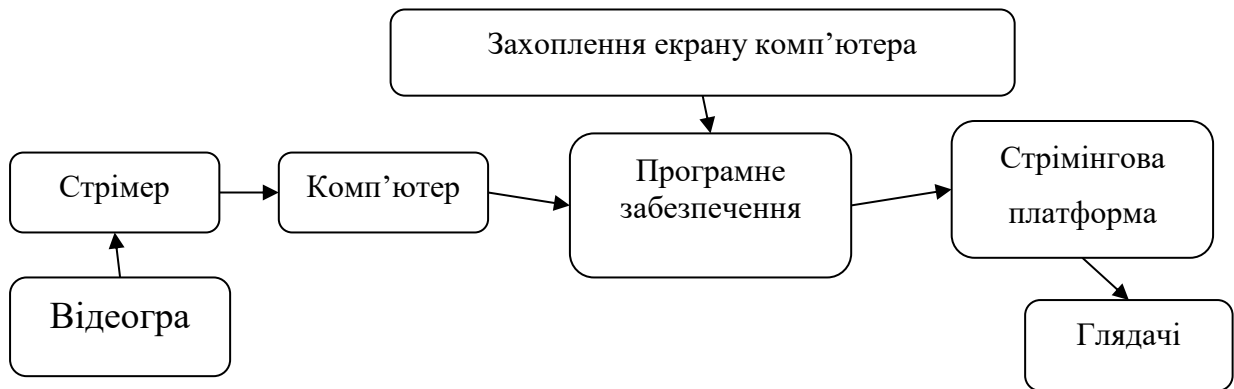 Захоплення екрану комп’ютера
Стрімер
Комп’ютер
Програмне
забезпечення
Стрімінгова
платформа
Відеогра
Глядачі